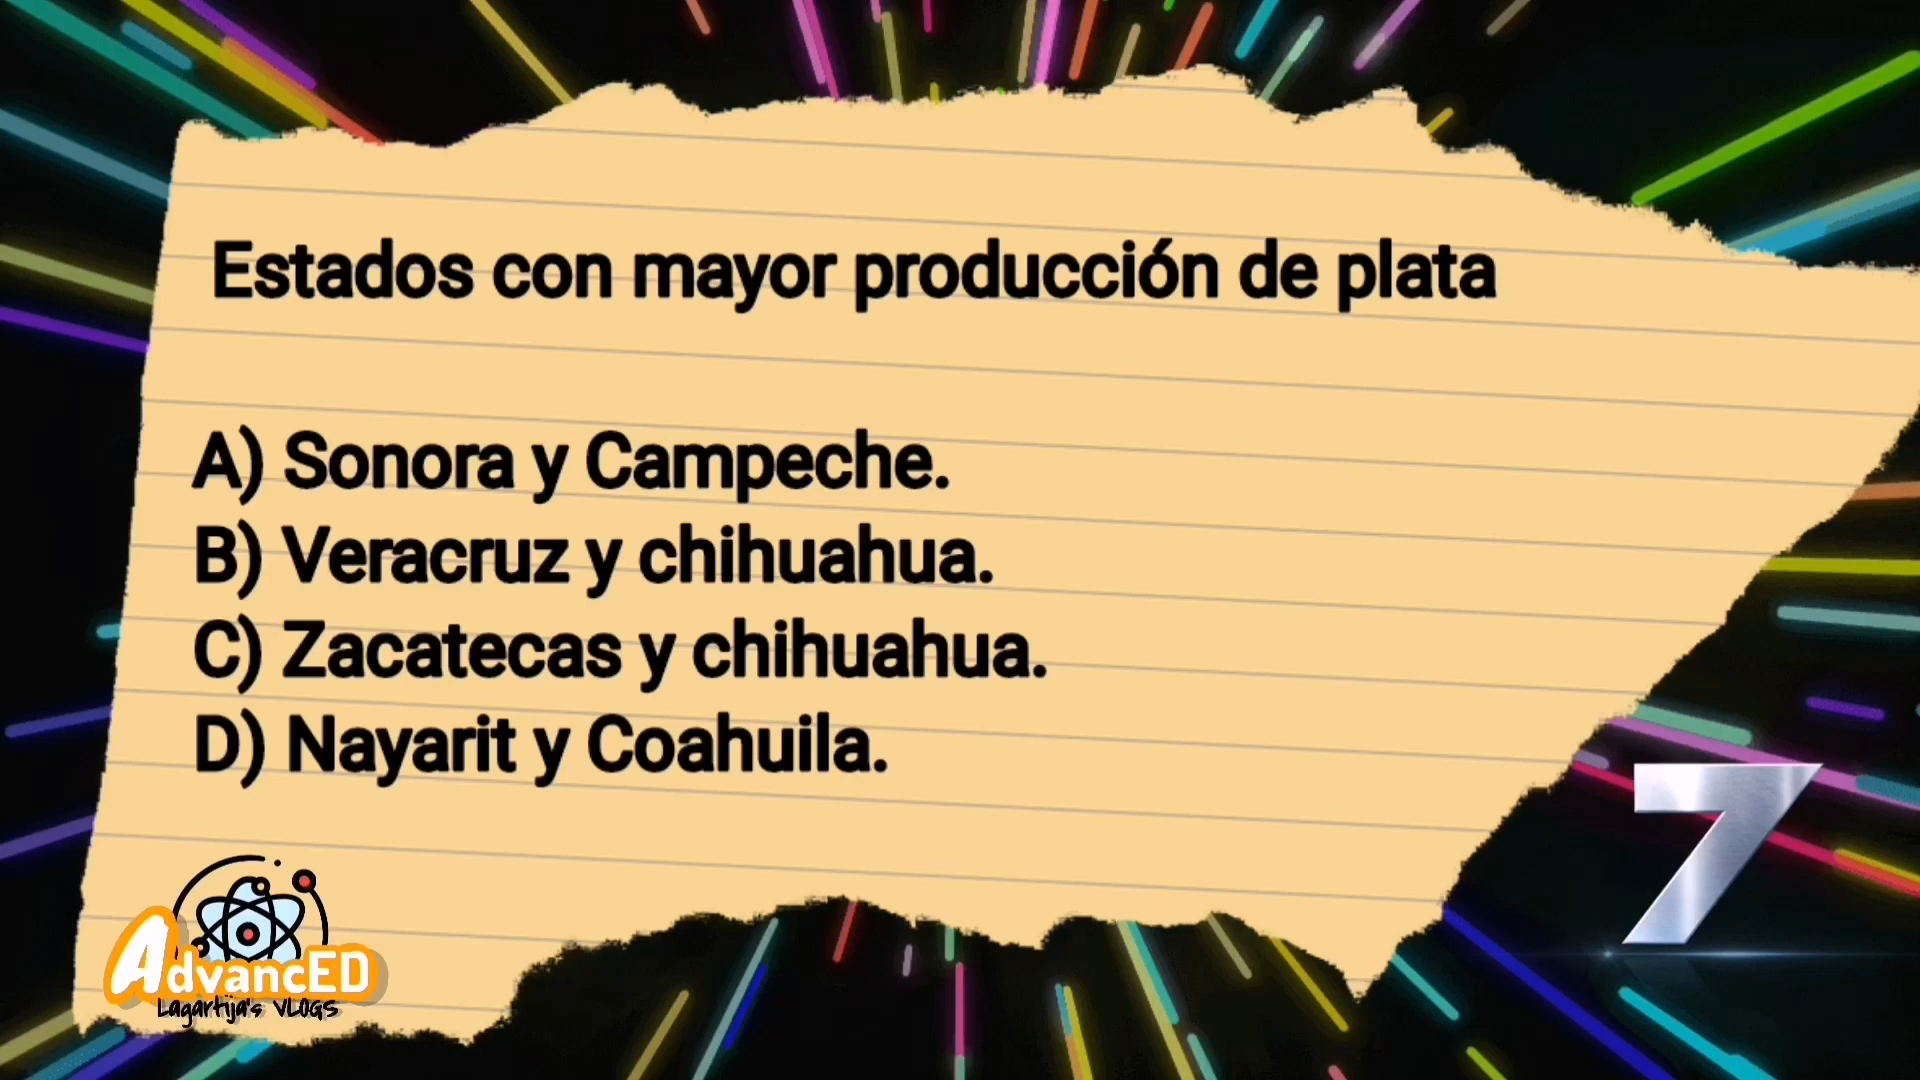 Estados con mayor producción de plata
A) Sonora y Campeche.
B) Veracruz y chihuahua.
C) Zacatecas y chihuahua.
D) Nayarit y Coahuila.
7
AdvancED
Lagartija's VLOGS